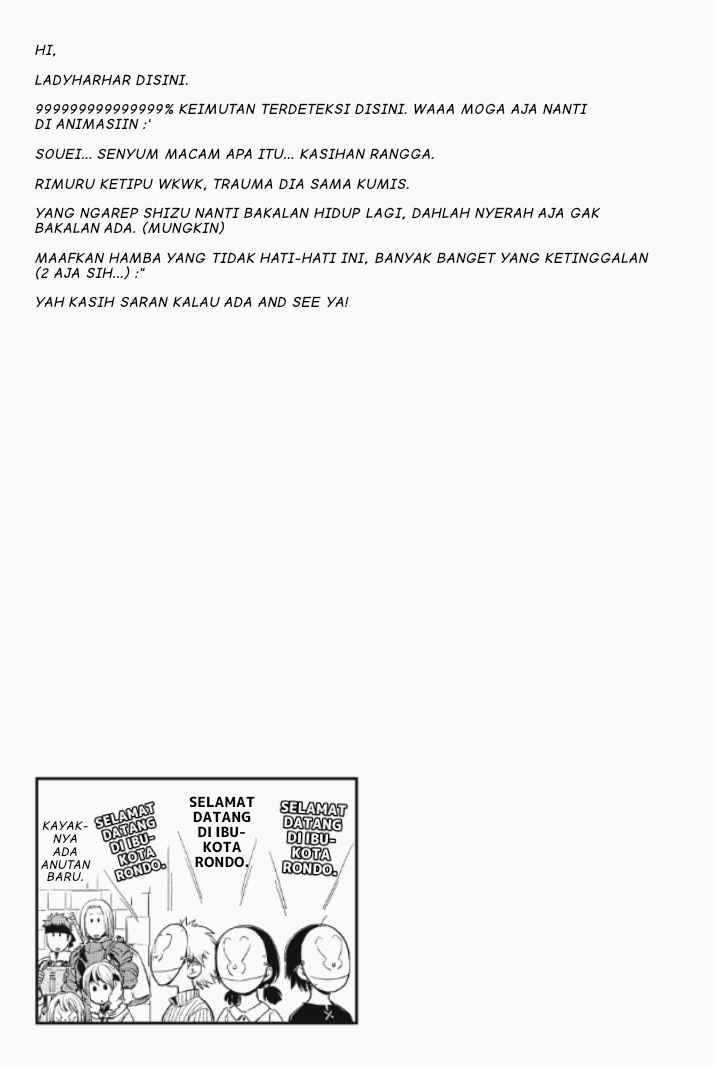 HI,
LADYHARHAR DISINI.
999999999999999% KEIMUTAN TERDETEKSI DISINI. WAAA MOGA AJA NANTI
DI ANIMASIIN :'
SOUEI... SENYUM MACAM APA ITU... KASIHAN RANGGA.
RIMURU KETIPU WKWK, TRAUMA DIA SAMA KUMIS.
YANG NGAREP SHIZU NANTI BAKALAN HIDUP LAGI, DAHLAH NYERAH AJA GAK
BAKALAN ADA. (MUNGKIN)
MAAFKAN HAMBA YANG TIDAK HATI-HATI INI, BANYAK BANGET YANG KETINGGALAN
(2 AJA SIH...) :"
YAH KASIH SARAN KALAU ADA AND SEE YA!
KAYAK-
NYA
ADA
ANUTAN
BARU.
SELAMAT
DATANG
DI IBU-
KOTA
RONDO.
SELAMAT
DATANG
DI IBU-
KOTA
RONDO.
SELAMAT
DATANG
DI IBU-
KOTA
RONDO.